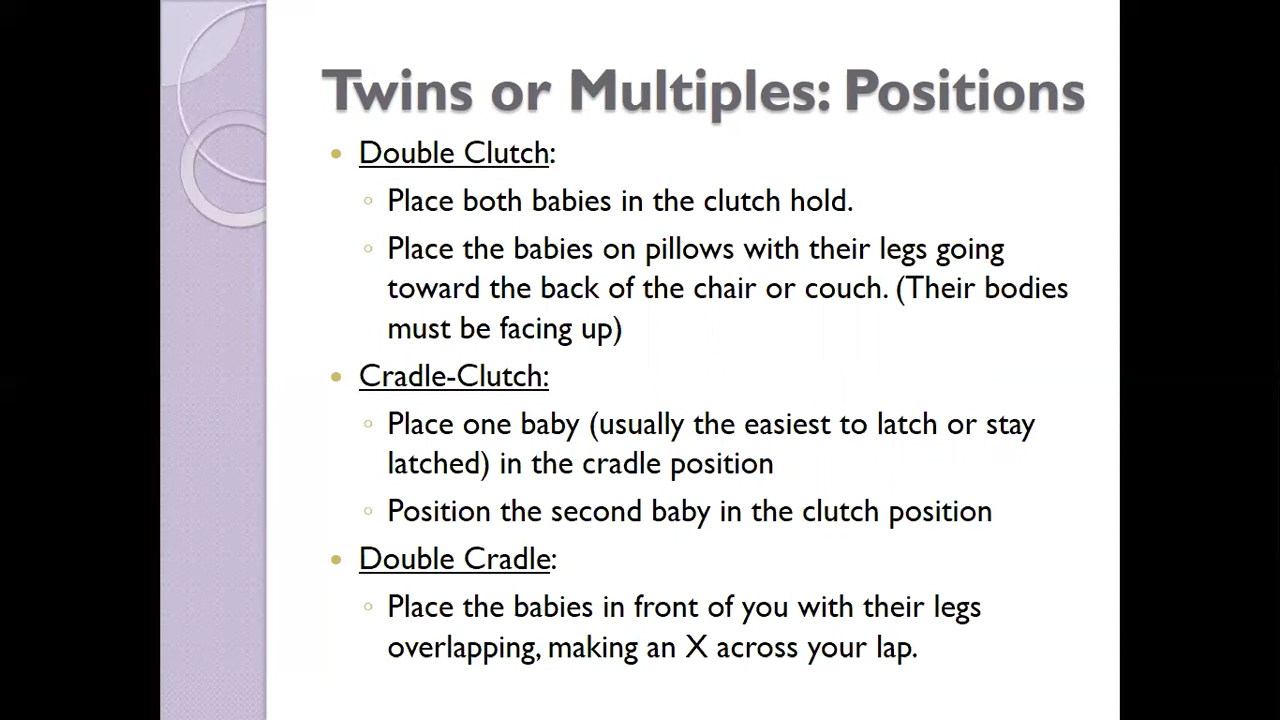 Twins or Multiples: Positions
Double Clutch:
Place both babies in the clutch hold.
Place the babies on pillows with their legs going
toward the back of the chair or couch. (Their bodies
must be facing up)
Cradle-Clutch:
Place one baby (usually the easiest to latch or stay
latched) in the cradle position
Position the second baby in the clutch position
Double Cradle:
Place the babies in front of you with their legs
overlapping, making an X across your lap.